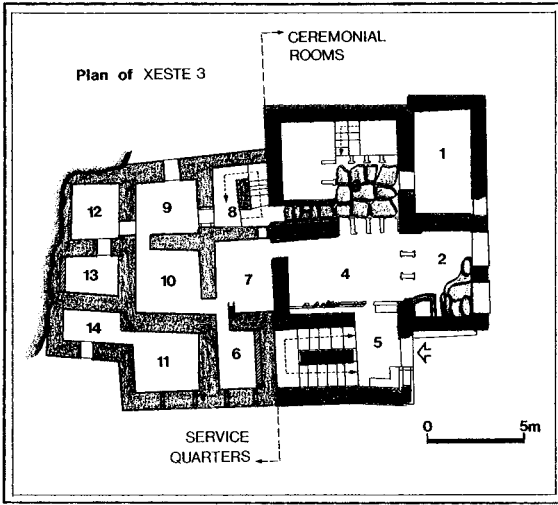 CEREMONIAL
ROOMS
Plan of XESTE 3
1
12
9
8
2
13
10
7
4
14
11
6
5
0 5m
SERVICE
QUARTERS